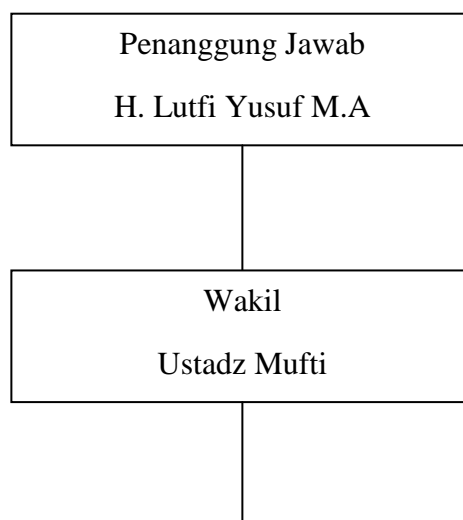 Penanggung Jawab
H. Lutfi Yusuf M.A
Wakil
Ustadz Mufti